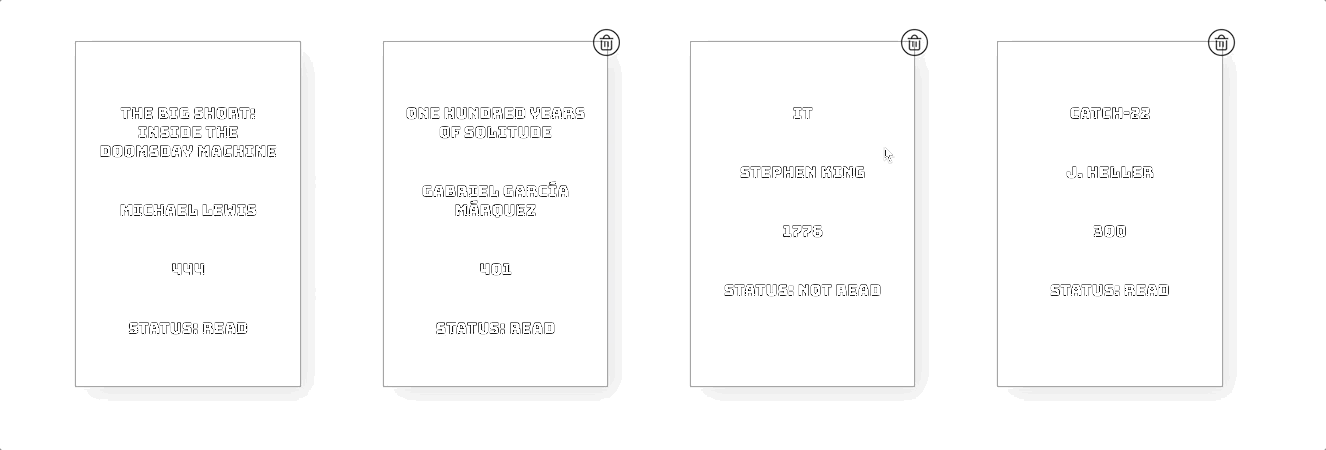 THE BIG SHORT:
INSIDE THE
DOOMSDAY MACHINE
MICHAEL LEWIS
444
STATUS: READ
ONE HUNDRED YEARS
OF SOLITUDE
GABRIEL GARCÍA
MÁRQUEZ
401
STATUS: READ
IT
STEPHEN KING
1776
STATUS: NOT READ
CATCH-22
J. HELLER
300
STATUS: READ